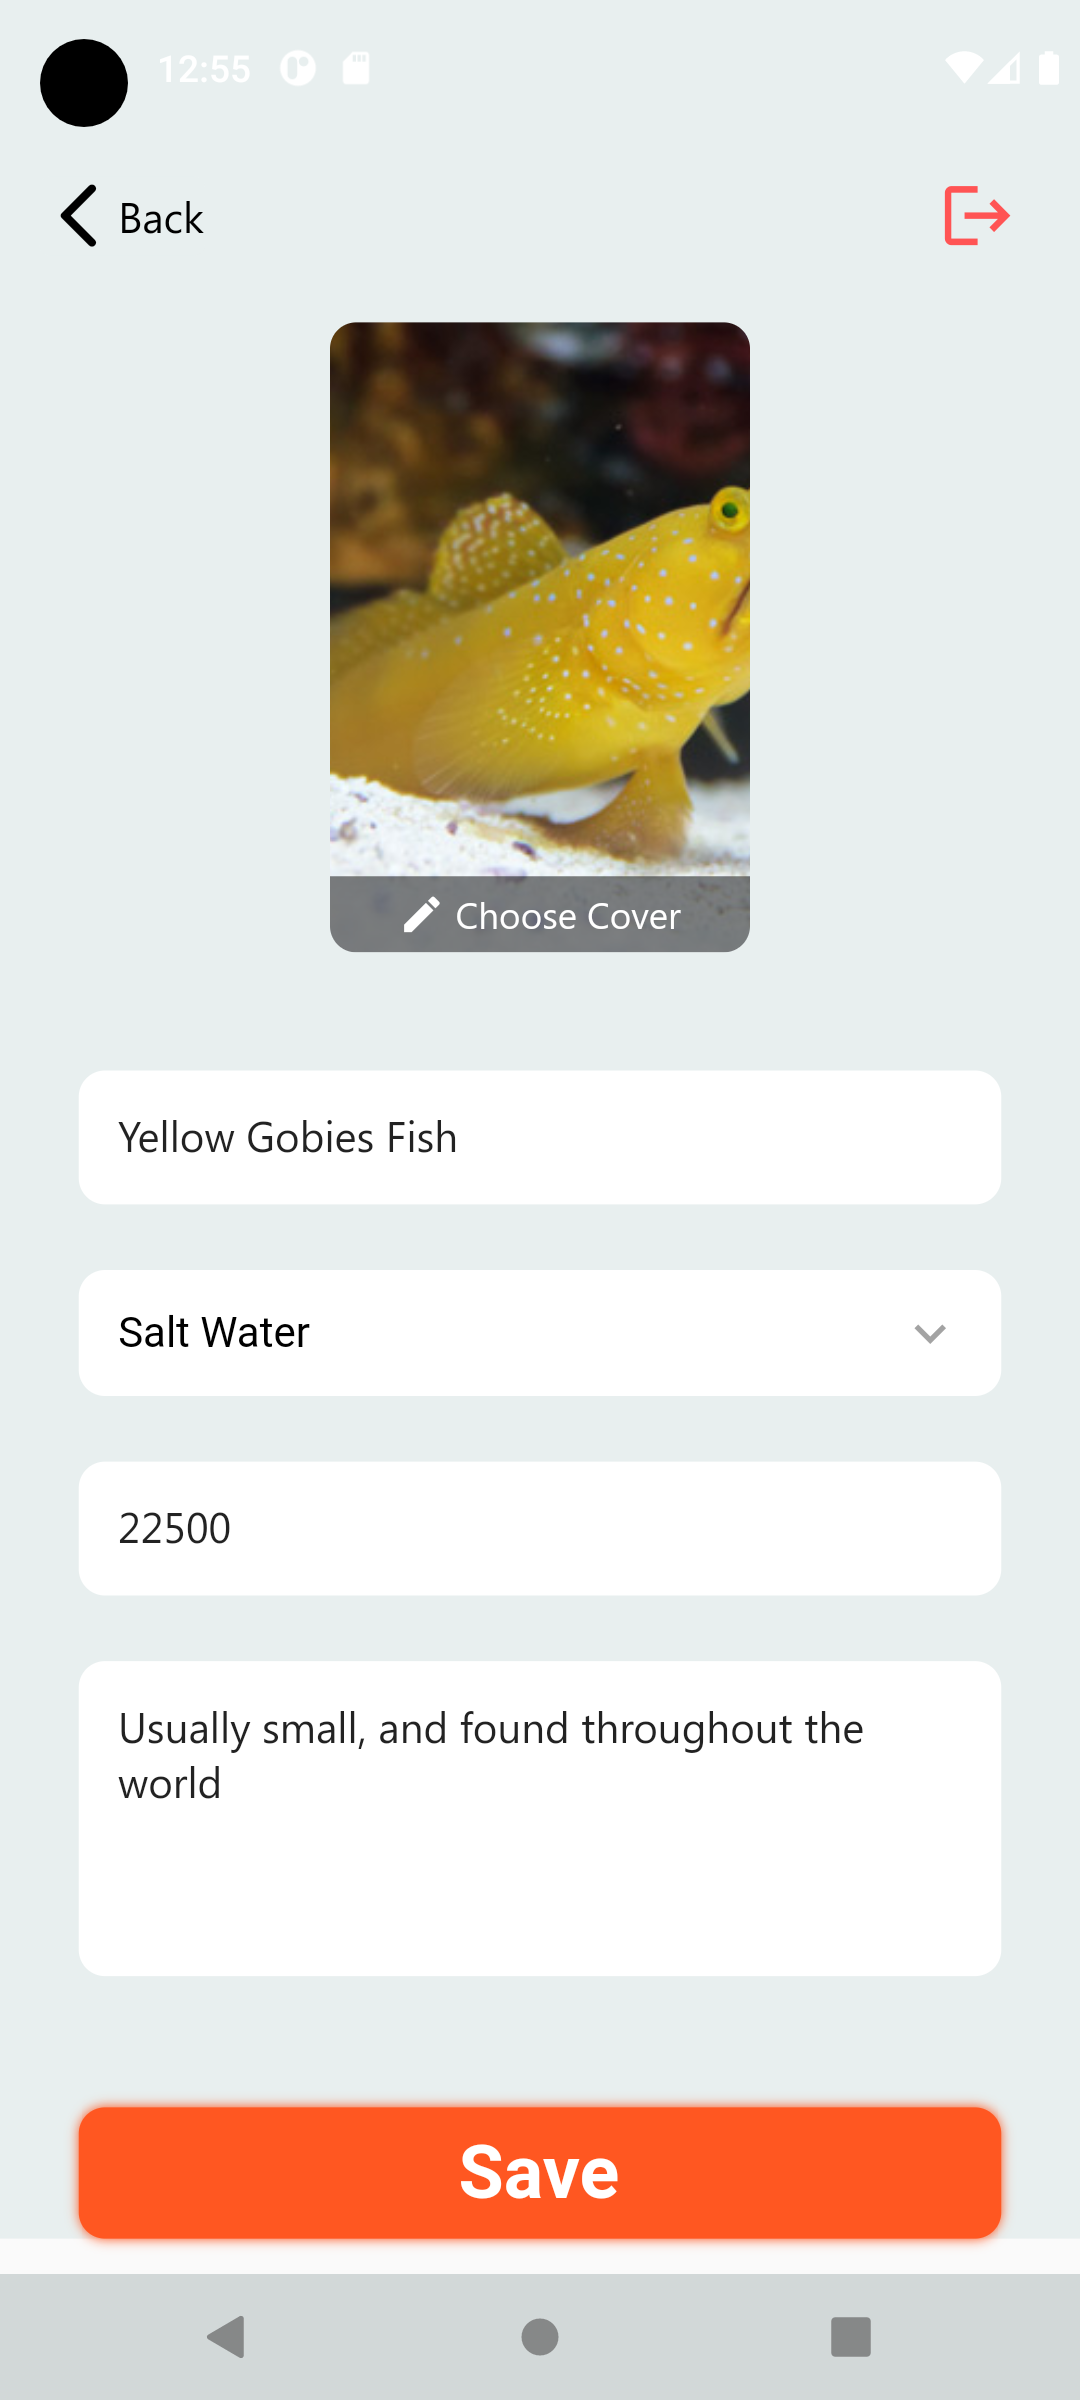 12:55
Back
Choose Cover
Yellow Gobies Fish
Salt Water
22500
Usually small, and found throughout the
world
Save